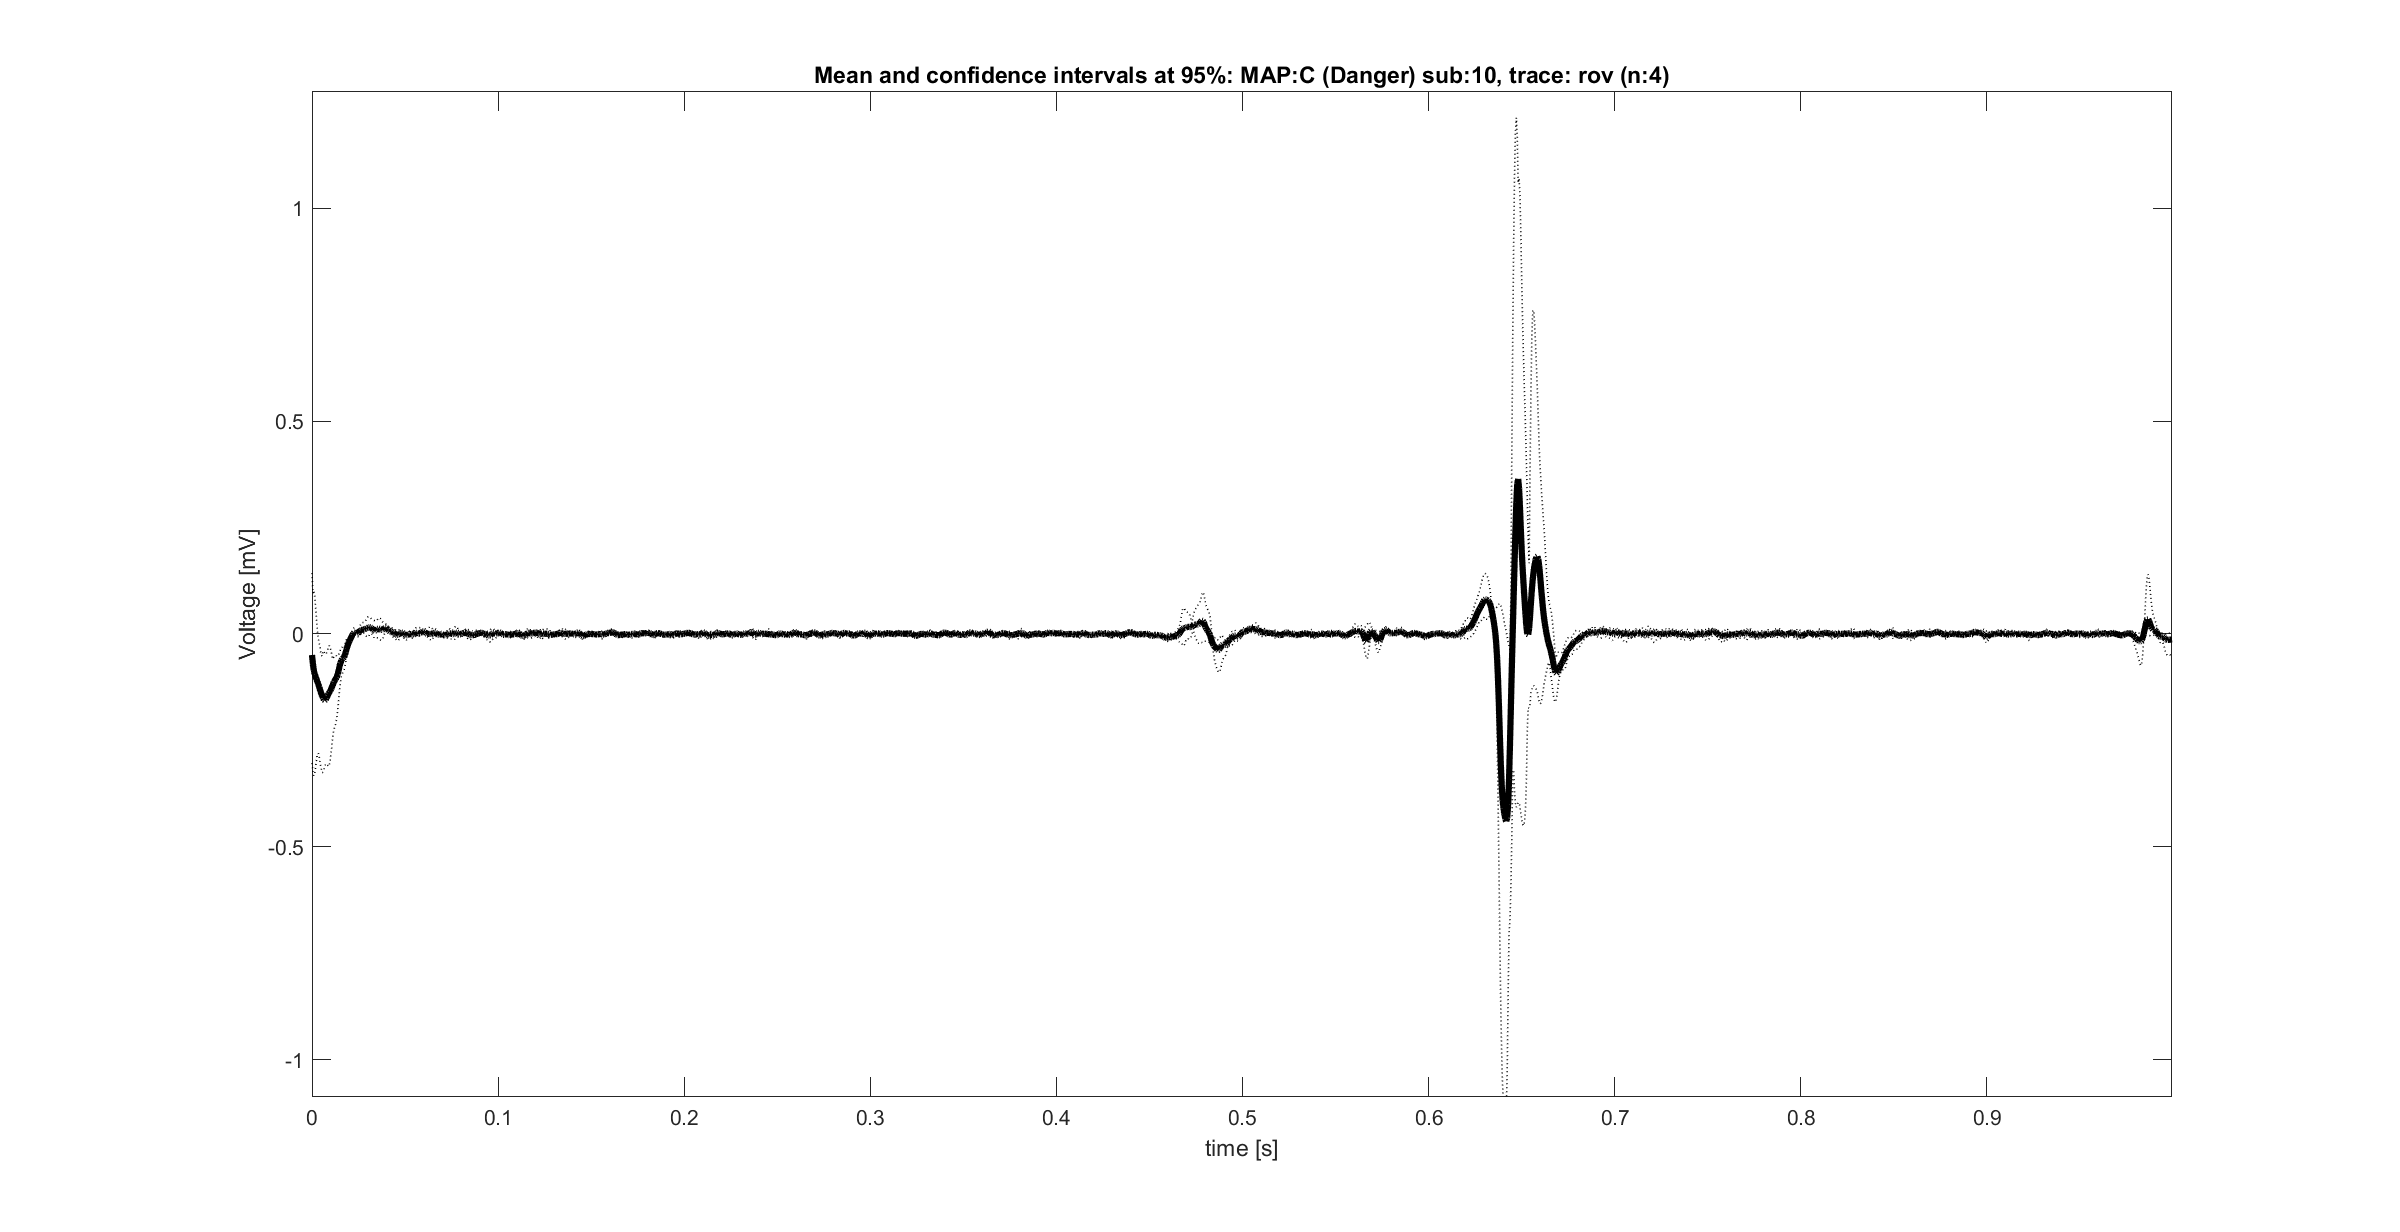 Mean and confidence intervals at 95%: MAP:C (Danger) sub:10, trace: rov (n:4)
1
0.5
0
-0.5
-1
Voltage [mV]
0 0.1 0.2 0.3 0.4 0.5 0.6 0.7 0.8 0.9
time [s]